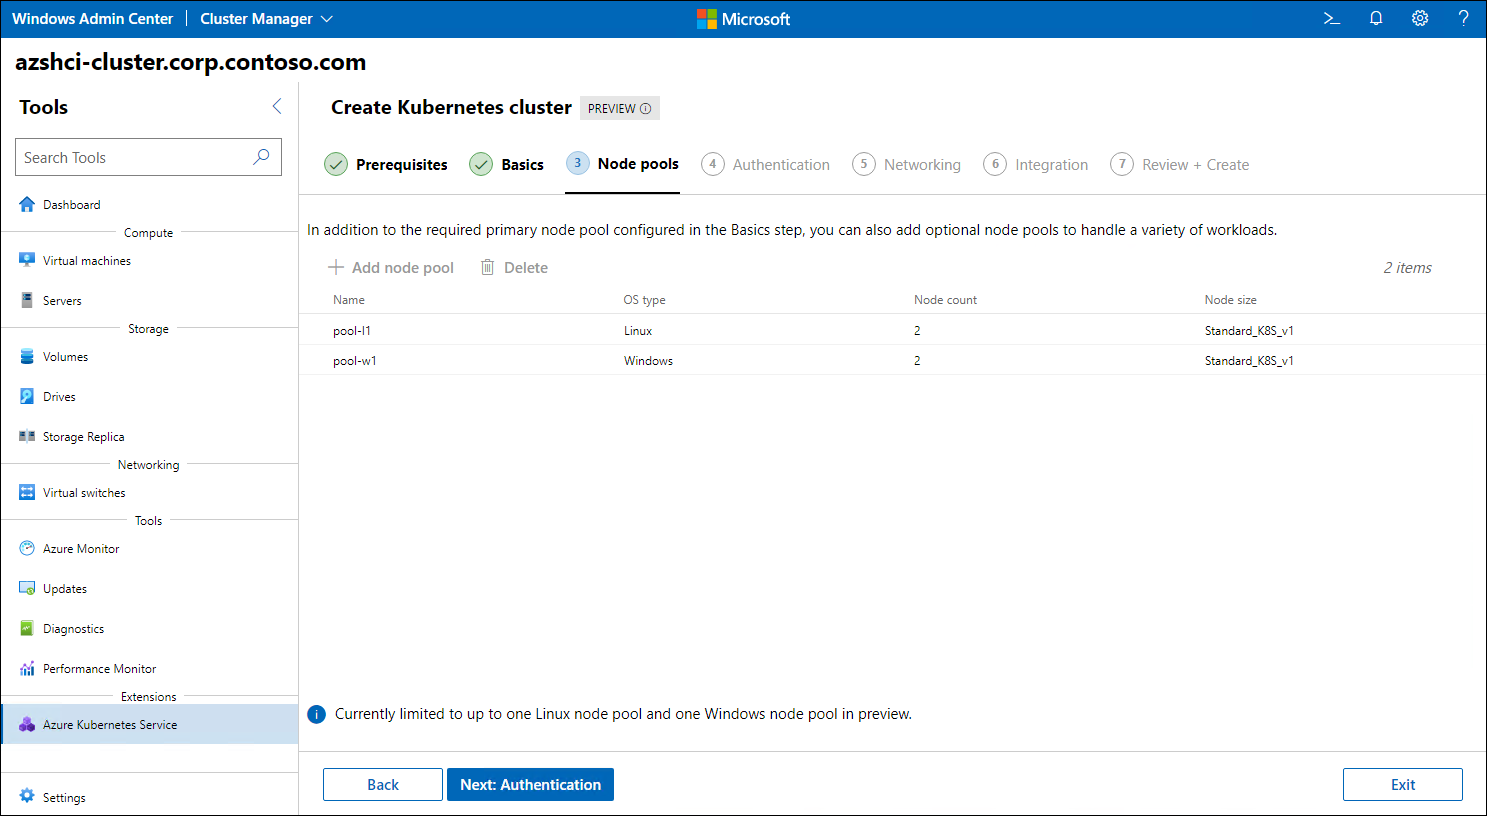 Windows Admin Center
Cluster Manager
Microsoft
azshci-cluster.corp.contoso.com
Tools
Search Tools
Dashboard
Compute
Virtual machines
Servers
Storage
Volumes
Drives
Storage Replica
Networking
Virtual switches
Tools
Azure Monitor
Updates
Diagnostics
Performance Monitor
Extensions
Azure Kubernetes Service
Settings
Create Kubernetes cluster PREVIEW
Prerequisites Basics 3 Node pools 4 Authentication 5 Networking 6 Integration 7 Review + Create
In addition to the required primary node pool configured in the Basics step, you can also add optional node pools to handle a variety of workloads.
Add node pool Delete 2 items
Name OS type Node count Node size
pool-l1 Linux 2 Standard_K8S_v1
pool-w1 Windows 2 Standard_K8S_v1
Currently limited to up to one Linux node pool and one Windows node pool in preview.
Back Next: Authentication Exit